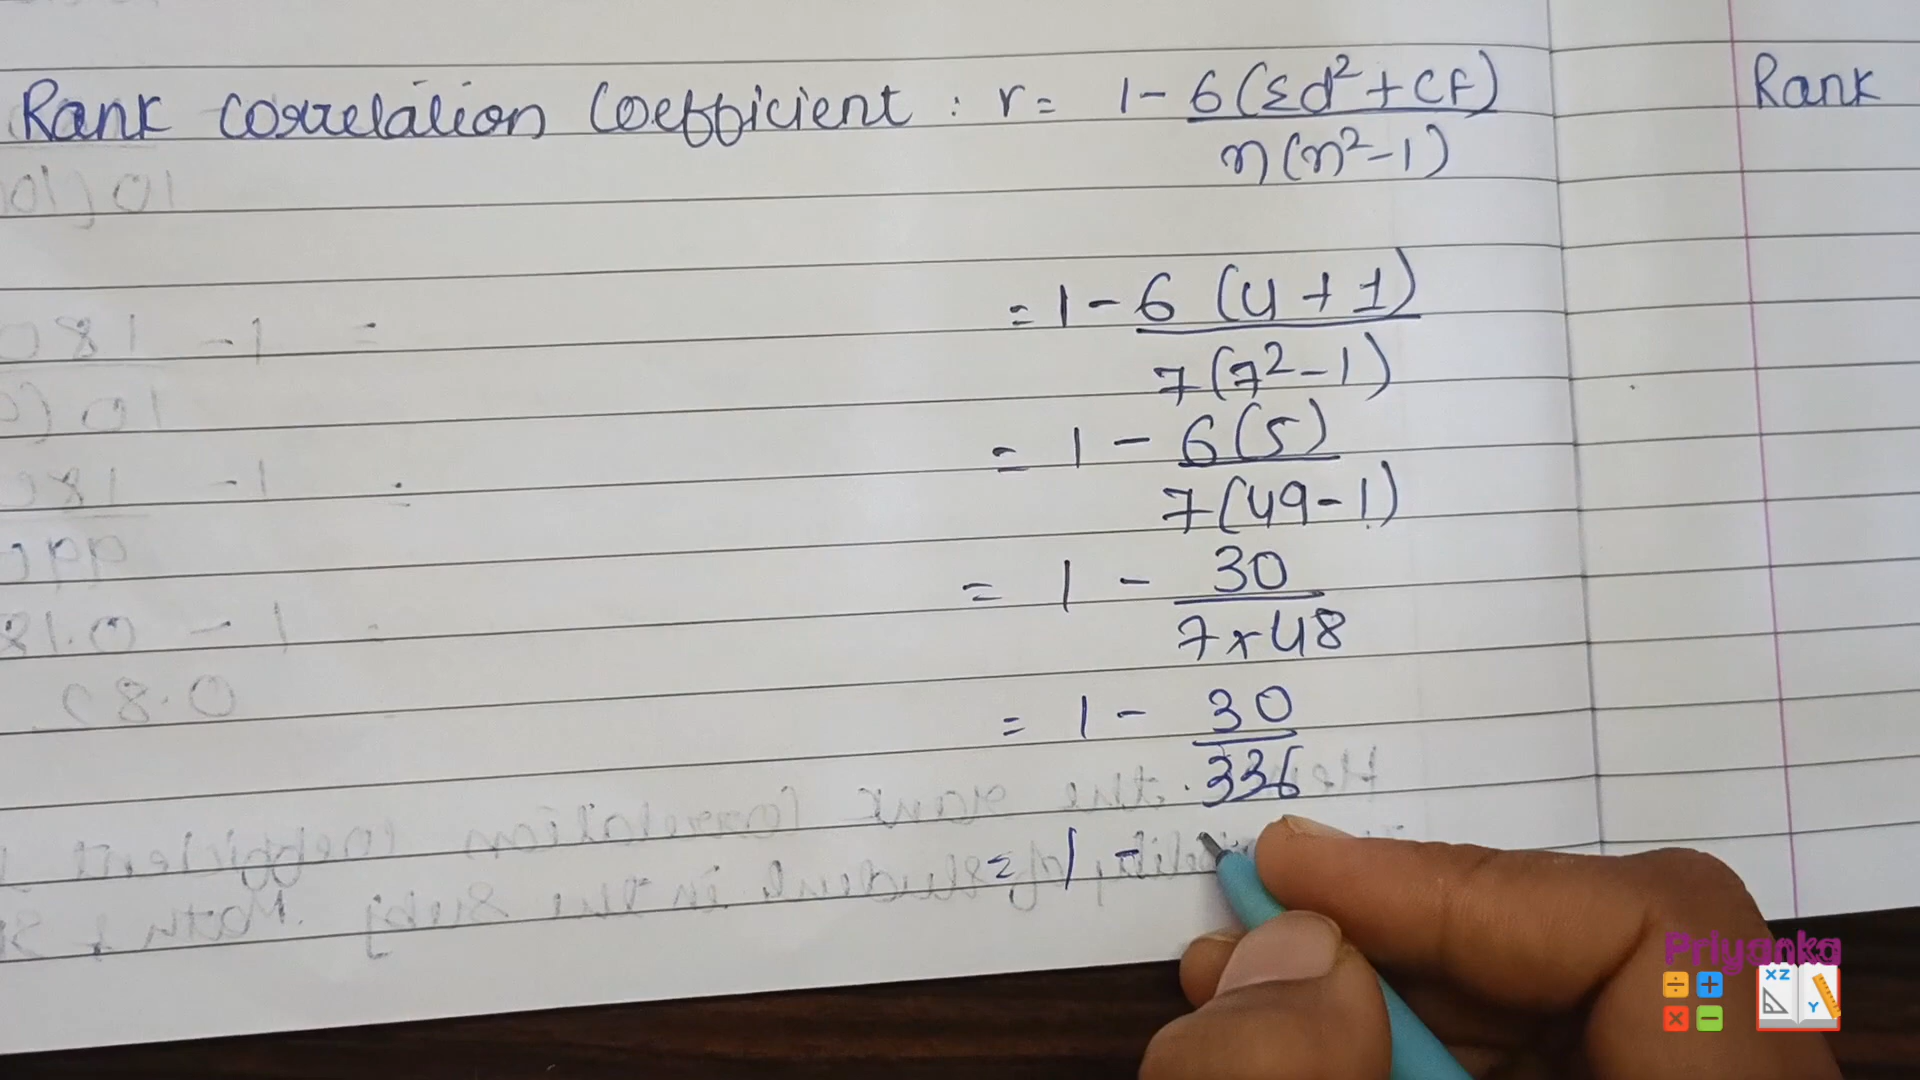 Rank Correlation Coefficient : r = 1 - 6(Σd²+CF) Rank
n(n²-1)
= 1 - 6 (4 + 1)
7(7²-1)
= 1 - 6(5)
7(49-1)
= 1 - 30
7×48
= 1 - 30
336
= 1 -
Priyanka
÷ + XZ
× - Y